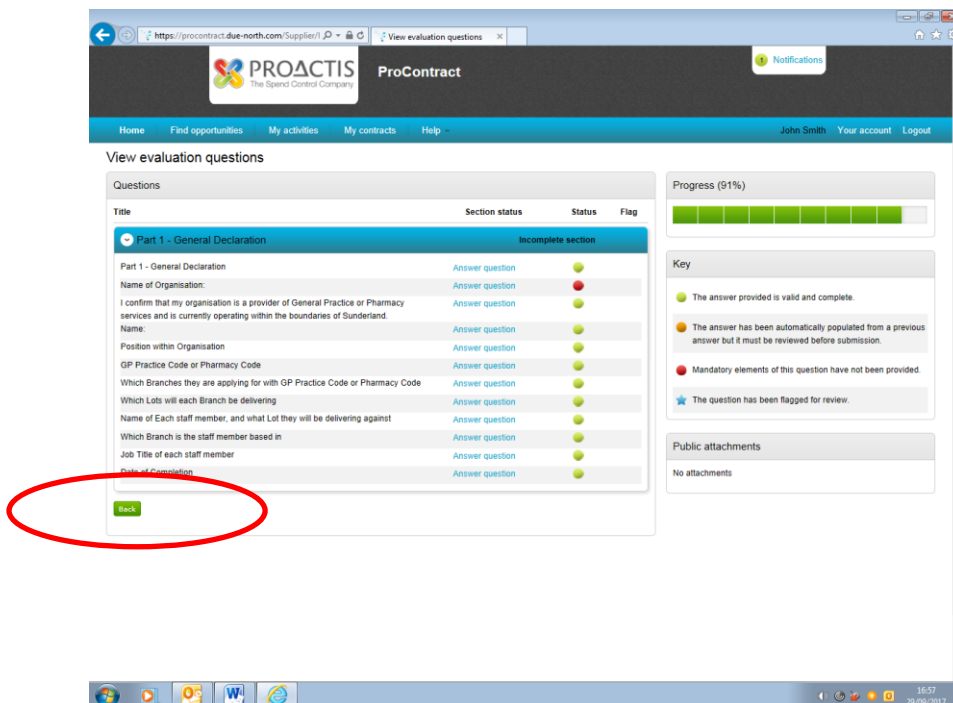 https://procontract.due-north.com/Supplier/
View evaluation questions
PROACTIS
The Spend Control Company
ProContract
1 Notifications
Home Find opportunities My activities My contracts Help
John Smith Your account Logout
View evaluation questions
Questions
Title Section status Status Flag
Part 1 - General Declaration Incomplete section
Part 1 - General Declaration Answer question
Name of Organisation: Answer question
I confirm that my organisation is a provider of General Practice or Pharmacy Answer question
services and is currently operating within the boundaries of Sunderland.
Name: Answer question
Position within Organisation Answer question
GP Practice Code or Pharmacy Code Answer question
Which Branches they are applying for with GP Practice Code or Pharmacy Code Answer question
Which Lots will each Branch be delivering Answer question
Name of Each staff member, and what Lot they will be delivering against Answer question
Which Branch is the staff member based in Answer question
Job Title of each staff member Answer question
Date of Completion Answer question
Back
Progress (91%)
Key
The answer provided is valid and complete.
The answer has been automatically populated from a previous
answer but it must be reviewed before submission.
Mandatory elements of this question have not been provided.
The question has been flagged for review.
Public attachments
No attachments
16:57
29/09/2017